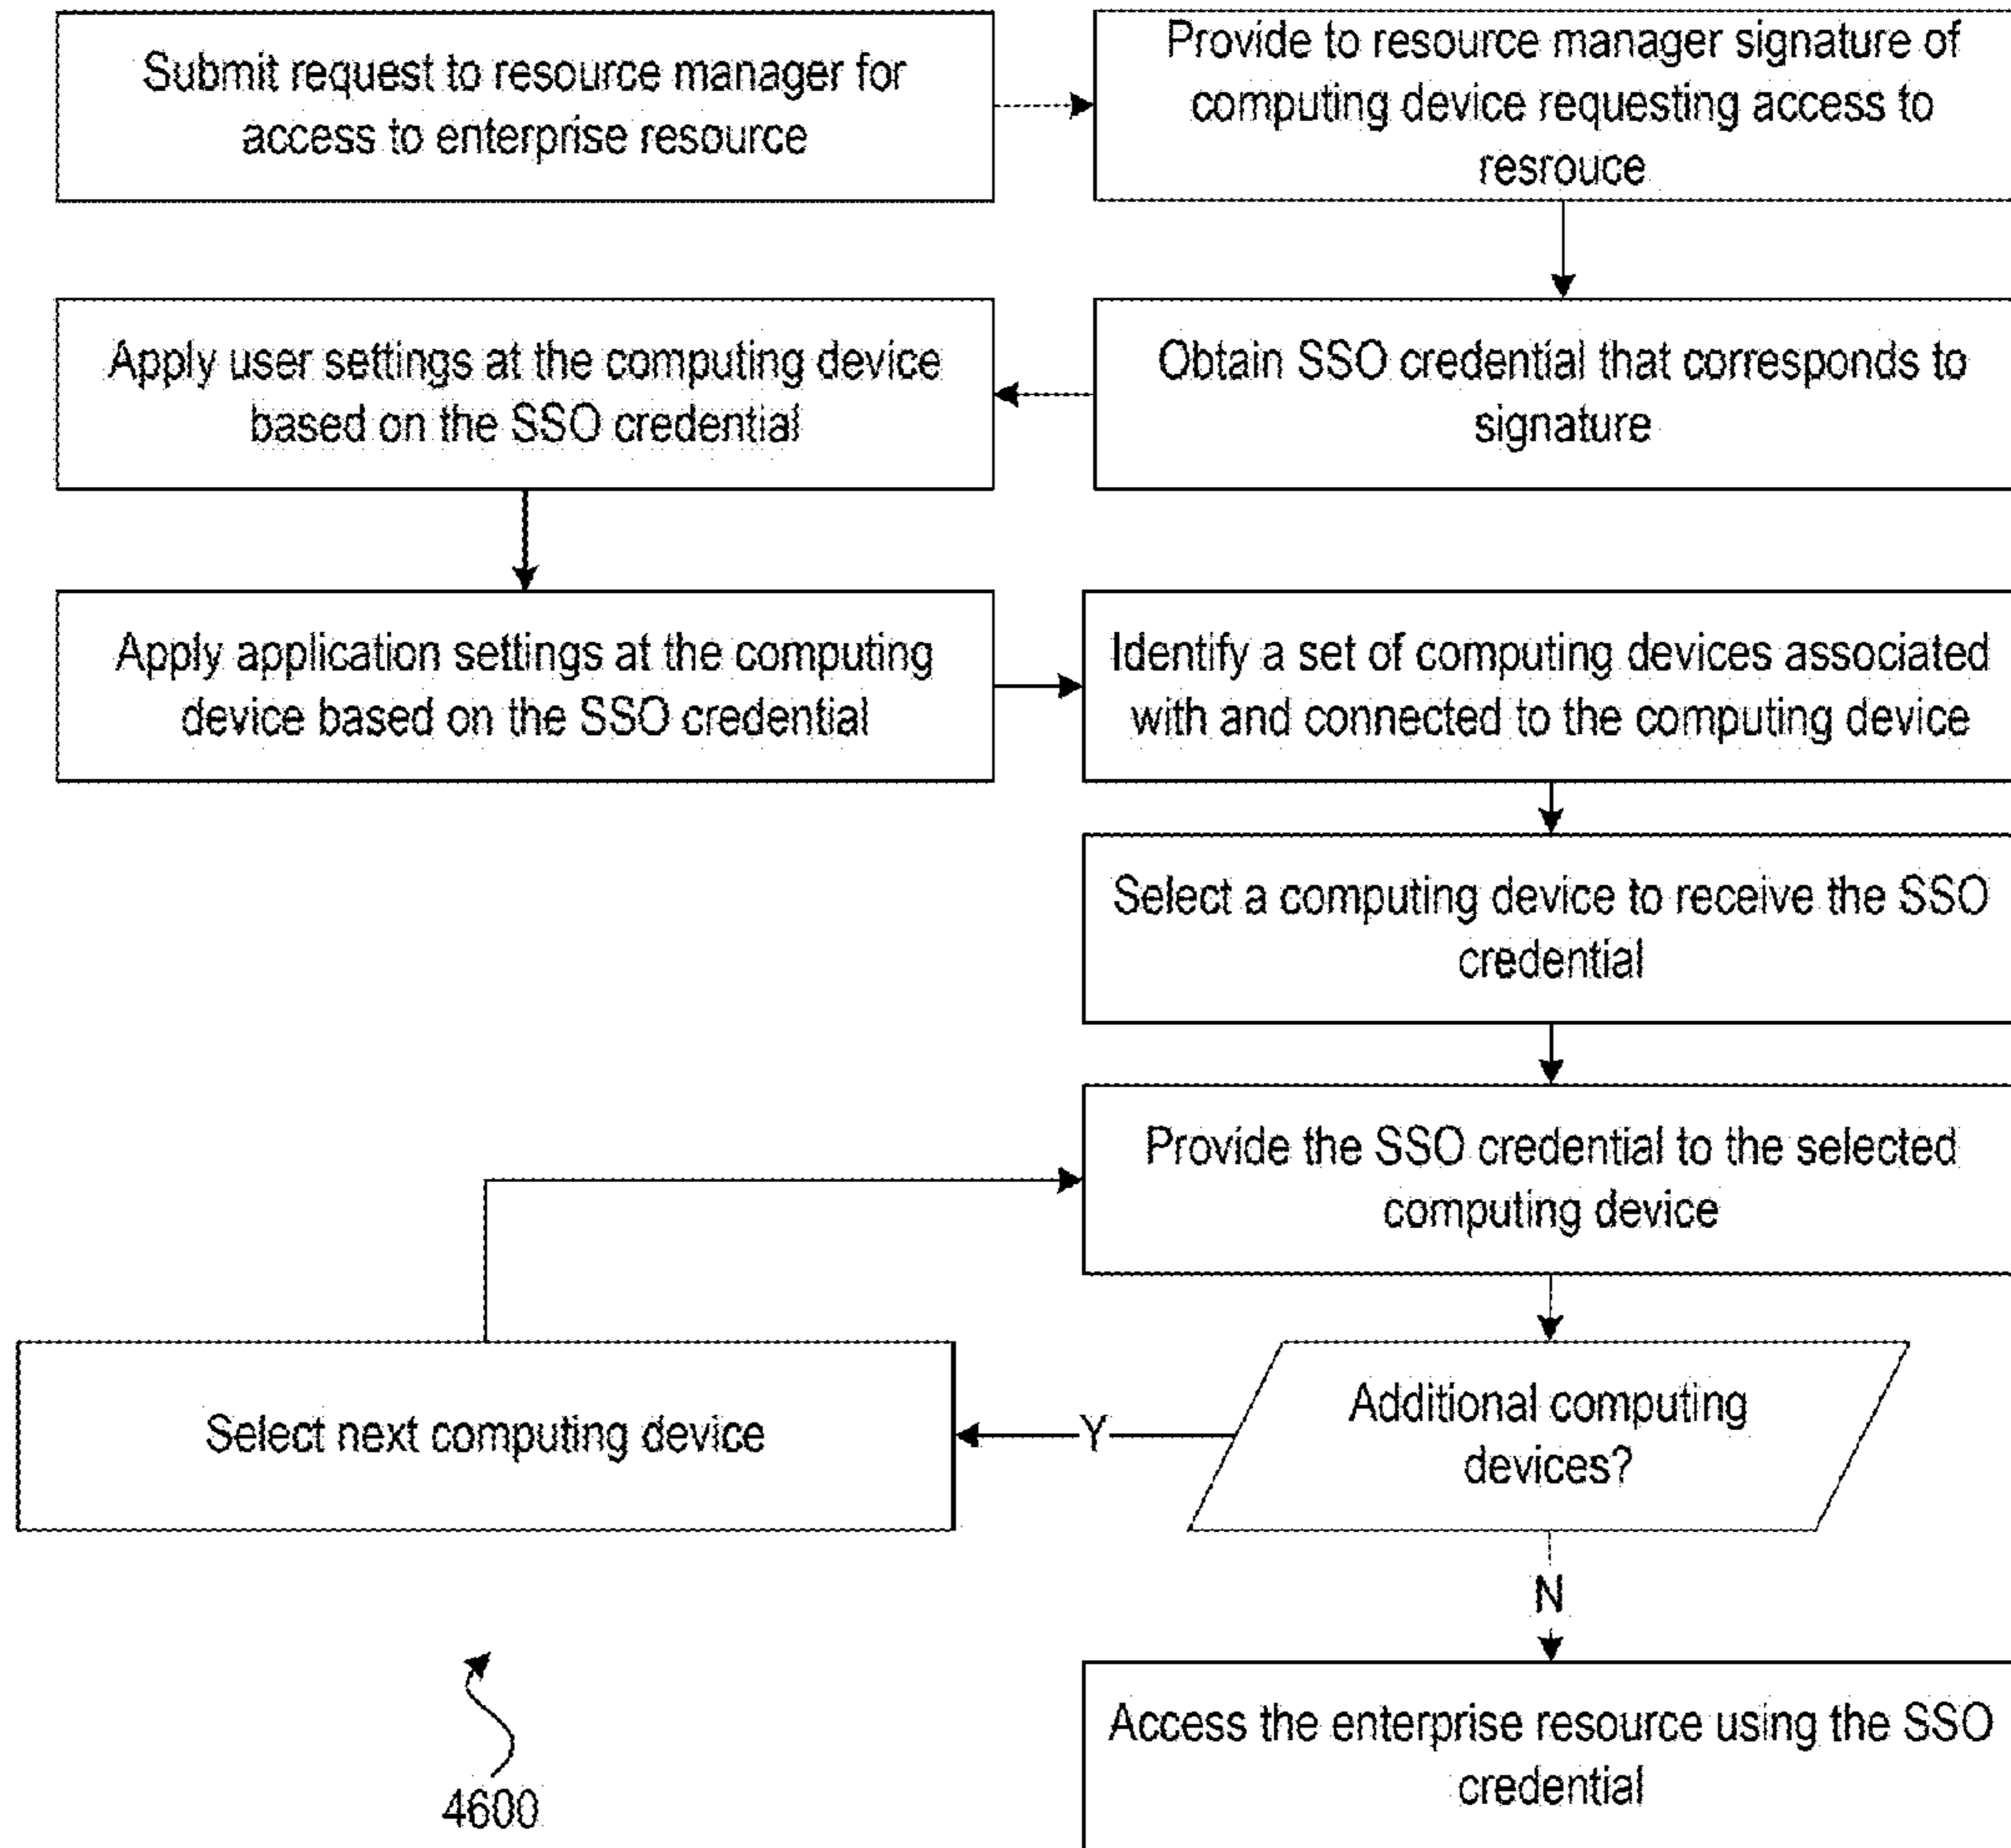 Submit request to resource manager for
access to enterprise resource
Provide to resource manager signature of
computing device requesting access to
resrouce
Obtain SSO credential that corresponds to
signature
Apply user settings at the computing device
based on the SSO credential
Apply application settings at the computing
device based on the SSO credential
Identify a set of computing devices associated
with and connected to the computing device
Select a computing device to receive the SSO
credential
Provide the SSO credential to the selected
computing device
Additional computing
devices?
Y
Select next computing device
N
Access the enterprise resource using the SSO
credential
4600